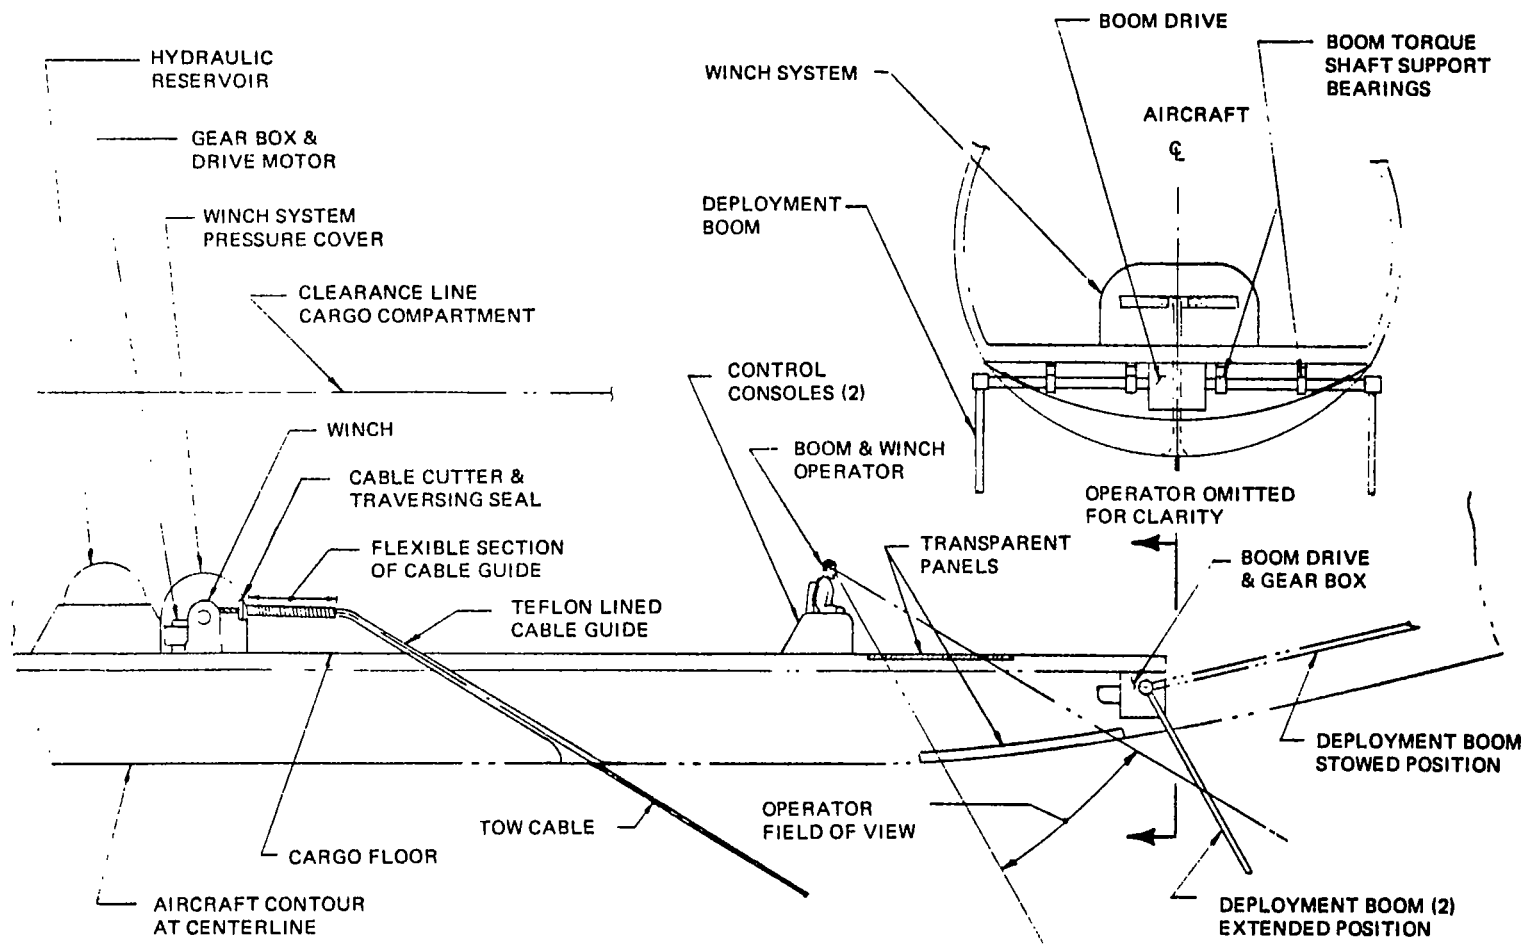 HYDRAULIC
RESERVOIR
GEAR BOX &
DRIVE MOTOR
WINCH SYSTEM
PRESSURE COVER
CLEARANCE LINE
CARGO COMPARTMENT
WINCH
CABLE CUTTER &
TRAVERSING SEAL
FLEXIBLE SECTION
OF CABLE GUIDE
TEFLON LINED
CABLE GUIDE
TOW CABLE
CARGO FLOOR
AIRCRAFT CONTOUR
AT CENTERLINE
BOOM DRIVE
WINCH SYSTEM
BOOM TORQUE
SHAFT SUPPORT
BEARINGS
AIRCRAFT
℄
DEPLOYMENT
BOOM
CONTROL
CONSOLES (2)
BOOM & WINCH
OPERATOR
OPERATOR OMITTED
FOR CLARITY
TRANSPARENT
PANELS
BOOM DRIVE
& GEAR BOX
DEPLOYMENT BOOM
STOWED POSITION
OPERATOR
FIELD OF VIEW
DEPLOYMENT BOOM (2)
EXTENDED POSITION